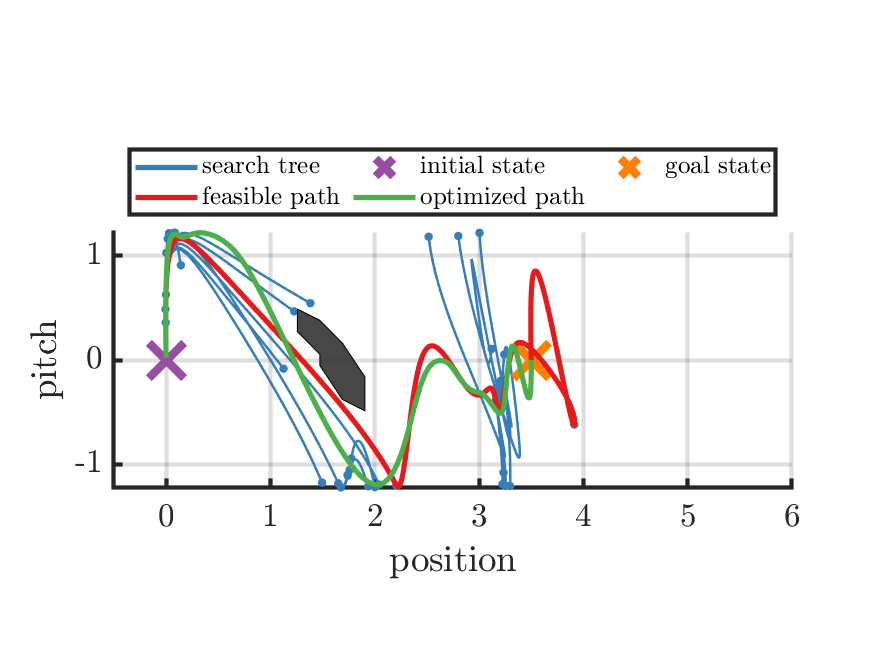 search tree initial state goal state
feasible path optimized path
1
0
-1
pitch
0 1 2 3 4 5 6
position